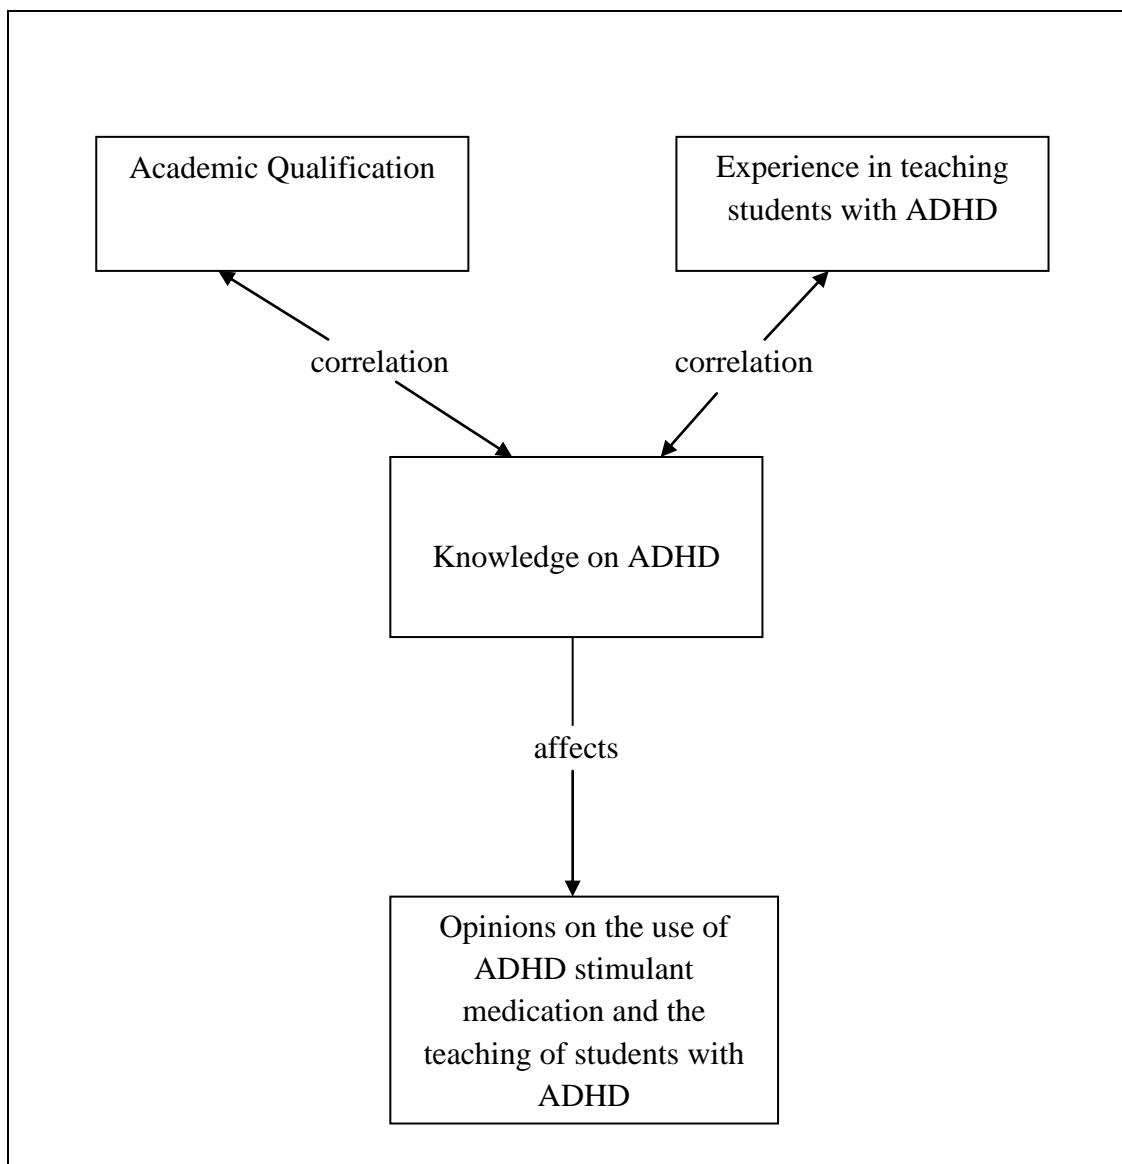 Academic Qualification
Experience in teaching
students with ADHD
correlation
correlation
Knowledge on ADHD
affects
Opinions on the use of
ADHD stimulant
medication and the
teaching of students with
ADHD